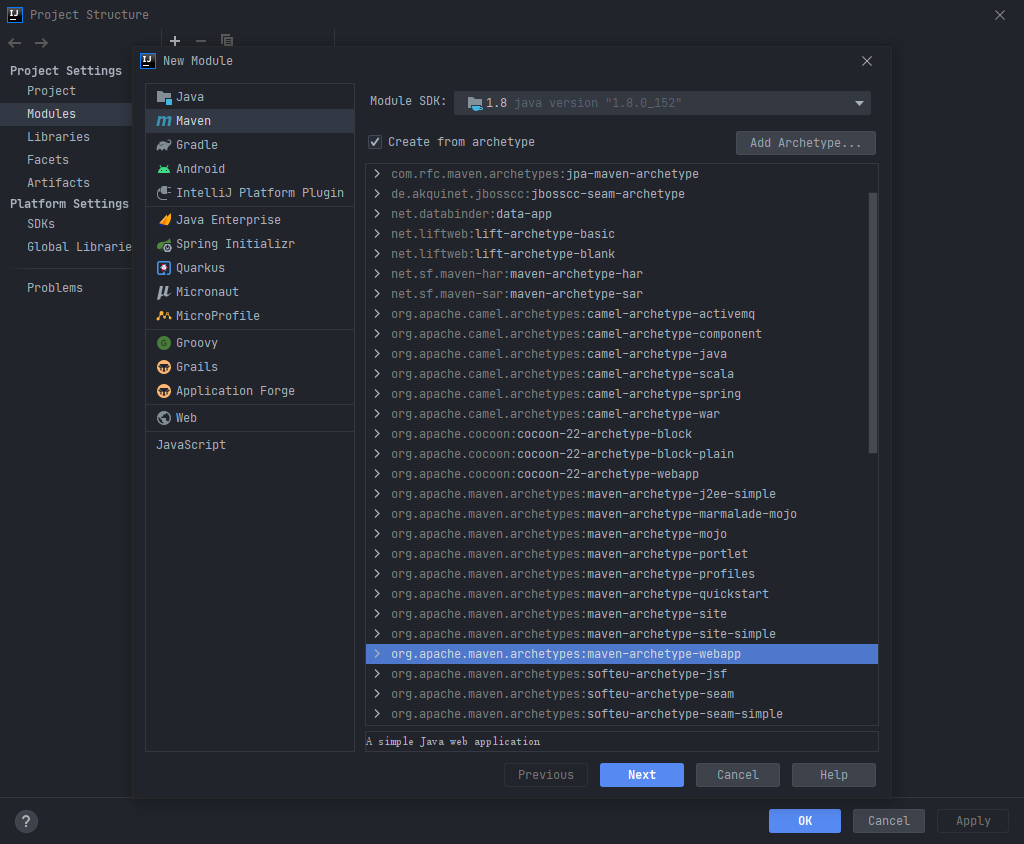 Project Structure
Project Settings
Project
Modules
Libraries
Facets
Artifacts
Platform Settings
SDKs
Global Librarie
Problems
New Module
Java
Maven
Gradle
Android
IntelliJ Platform Plugin
Java Enterprise
Spring Initializr
Quarkus
Micronaut
MicroProfile
Groovy
Grails
Application Forge
Web
JavaScript
Module SDK: 1.8 java version "1.8.0_152"
Create from archetype
Add Archetype...
com.rfc.maven.archetypes:jpa-maven-archetype
de.akquinet.jbosscc:jbosscc-seam-archetype
net.databinder:data-app
net.liftweb:lift-archetype-basic
net.liftweb:lift-archetype-blank
net.sf.maven-har:maven-archetype-har
net.sf.maven-sar:maven-archetype-sar
org.apache.camel.archetypes:camel-archetype-activemq
org.apache.camel.archetypes:camel-archetype-component
org.apache.camel.archetypes:camel-archetype-java
org.apache.camel.archetypes:camel-archetype-scala
org.apache.camel.archetypes:camel-archetype-spring
org.apache.camel.archetypes:camel-archetype-war
org.apache.cocoon:cocoon-22-archetype-block
org.apache.cocoon:cocoon-22-archetype-block-plain
org.apache.cocoon:cocoon-22-archetype-webapp
org.apache.maven.archetypes:maven-archetype-j2ee-simple
org.apache.maven.archetypes:maven-archetype-marmalade-mojo
org.apache.maven.archetypes:maven-archetype-mojo
org.apache.maven.archetypes:maven-archetype-portlet
org.apache.maven.archetypes:maven-archetype-profiles
org.apache.maven.archetypes:maven-archetype-quickstart
org.apache.maven.archetypes:maven-archetype-site
org.apache.maven.archetypes:maven-archetype-site-simple
org.apache.maven.archetypes:maven-archetype-webapp
org.apache.maven.archetypes:softeu-archetype-jsf
org.apache.maven.archetypes:softeu-archetype-seam
org.apache.maven.archetypes:softeu-archetype-seam-simple
A simple Java web application
Previous
Next
Cancel
Help
?
OK
Cancel
Apply